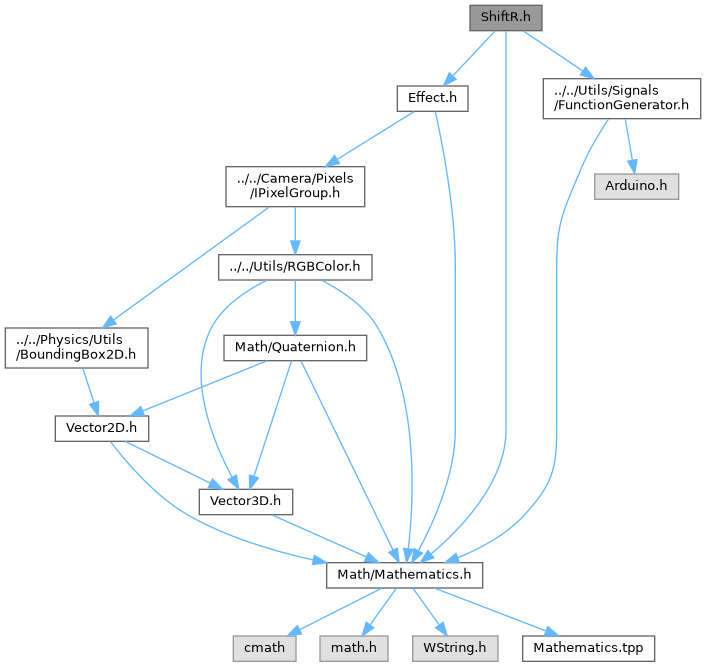 ShiftR.h
Effect.h
../../Utils/Signals
/FunctionGenerator.h
../../Camera/Pixels
/IPixelGroup.h
Arduino.h
../../Utils/RGBColor.h
../../Physics/Utils
/BoundingBox2D.h
Math/Quaternion.h
Vector2D.h
Vector3D.h
Math/Mathematics.h
cmath
math.h
WString.h
Mathematics.tpp